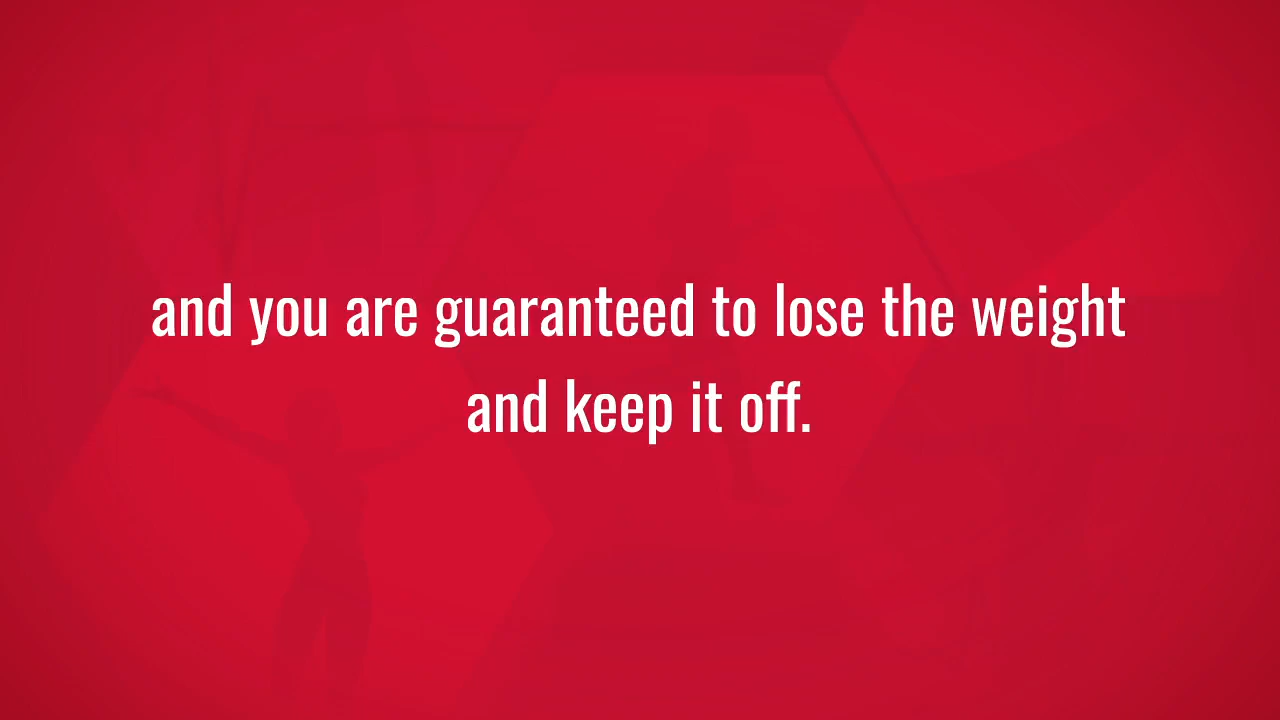 and you are guaranteed to lose the weight
and keep it off.